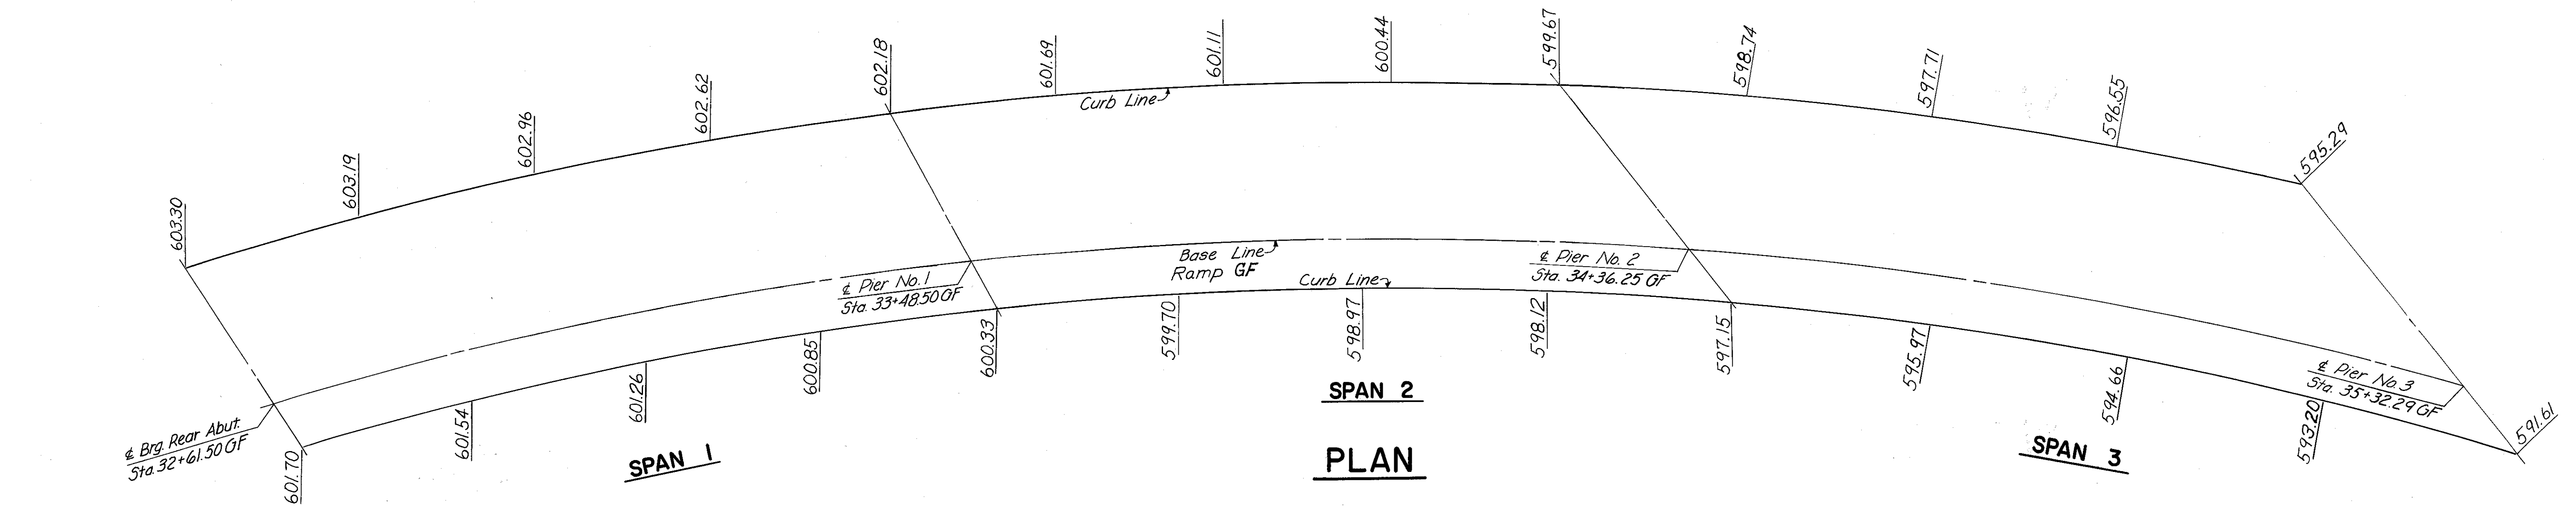 603.30
603.19
602.96
602.62
602.18
601.69
601.11
600.44
599.67
598.74
597.71
596.55
595.29
Curb Line
Base Line
Ramp GF
Curb Line
℄ Pier No. 1
Sta. 33+48.50 GF
℄ Pier No. 2
Sta. 34+36.25 GF
℄ Pier No. 3
Sta. 35+32.29 GF
℄ Brg. Rear Abut.
Sta. 32+61.50 GF
601.70
601.54
601.26
600.85
600.33
599.70
598.97
598.12
597.15
595.97
594.66
593.20
591.61
SPAN 1
SPAN 2
SPAN 3
PLAN